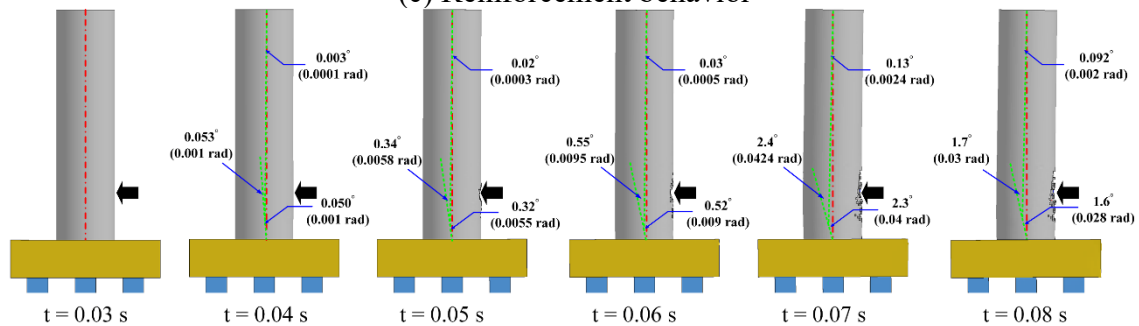 (c) Reinforcement behavior
0.003°
(0.0001 rad)
0.053°
(0.001 rad)
0.050°
(0.001 rad)
0.02°
(0.0003 rad)
0.34°
(0.0058 rad)
0.32°
(0.0055 rad)
0.03°
(0.0005 rad)
0.55°
(0.0095 rad)
0.52°
(0.009 rad)
0.13°
(0.0024 rad)
2.4°
(0.0424 rad)
2.3°
(0.04 rad)
0.092°
(0.002 rad)
1.7°
(0.03 rad)
1.6°
(0.028 rad)
t = 0.03 s
t = 0.04 s
t = 0.05 s
t = 0.06 s
t = 0.07 s
t = 0.08 s